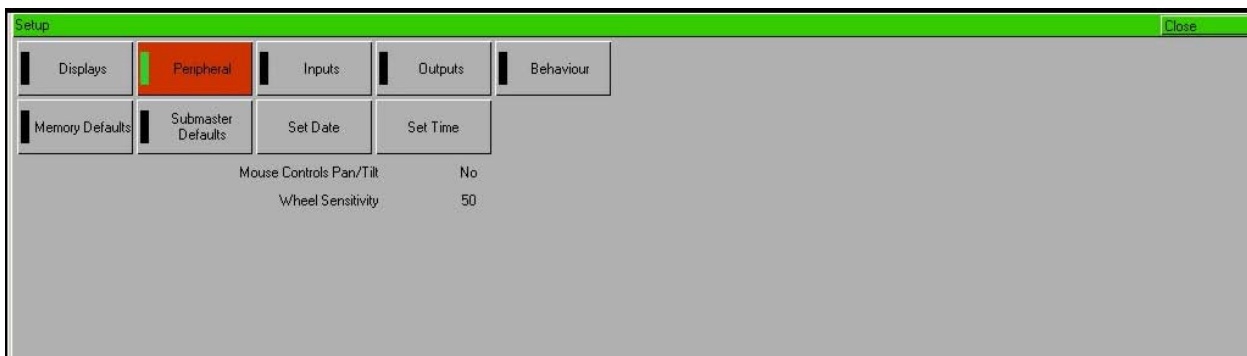 Setup
Close
Displays
Peripheral
Inputs
Outputs
Behaviour
Memory Defaults
Submaster
Defaults
Set Date
Set Time
Mouse Controls Pan/Tilt No
Wheel Sensitivity 50